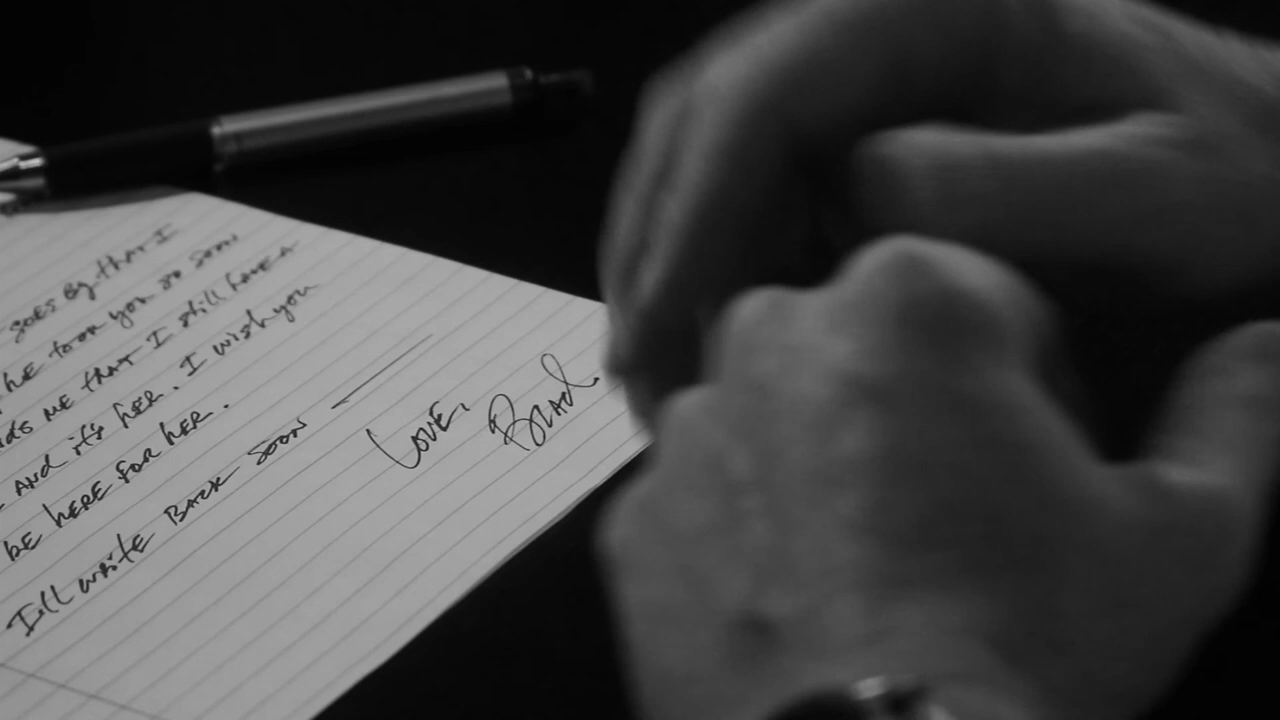 goes By that I
he took you so soon
me that I still have a
and it's her. I wish you
be here for her.
I'll write Back soon
Love,
Brad